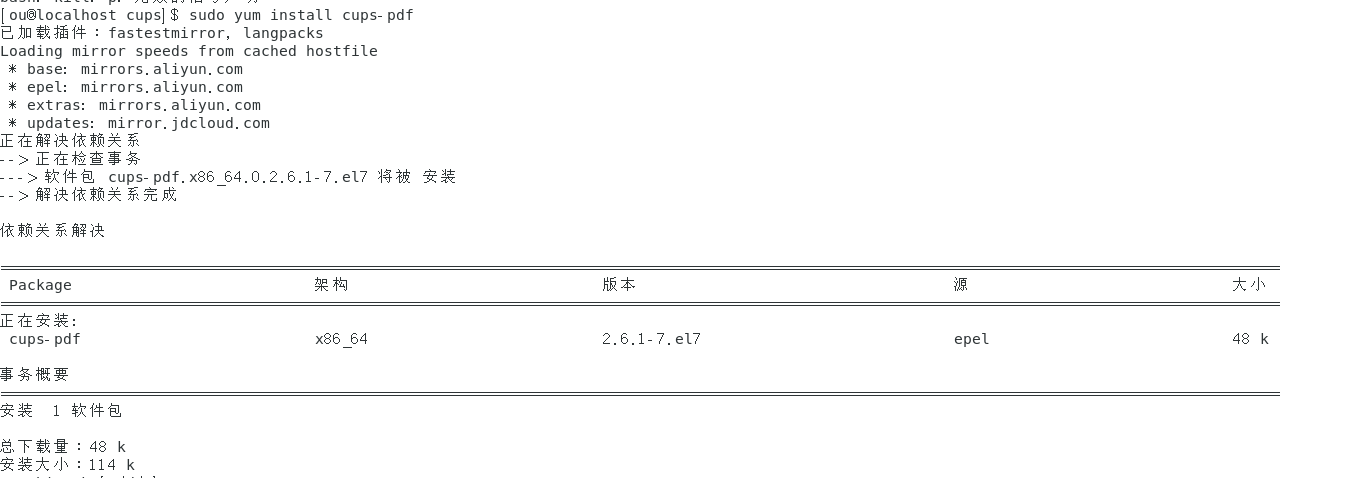 [ou@localhost cups]$ sudo yum install cups-pdf
已加载插件：fastestmirror, langpacks
Loading mirror speeds from cached hostfile
* base: mirrors.aliyun.com
* epel: mirrors.aliyun.com
* extras: mirrors.aliyun.com
* updates: mirror.jdcloud.com
正在解决依赖关系
--> 正在检查事务
---> 软件包 cups-pdf.x86_64.0.2.6.1-7.el7 将被 安装
--> 解决依赖关系完成
依赖关系解决
Package 架构 版本 源 大小
正在安装:
cups-pdf x86_64 2.6.1-7.el7 epel 48 k
事务概要
安装 1 软件包
总下载量：48 k
安装大小：114 k